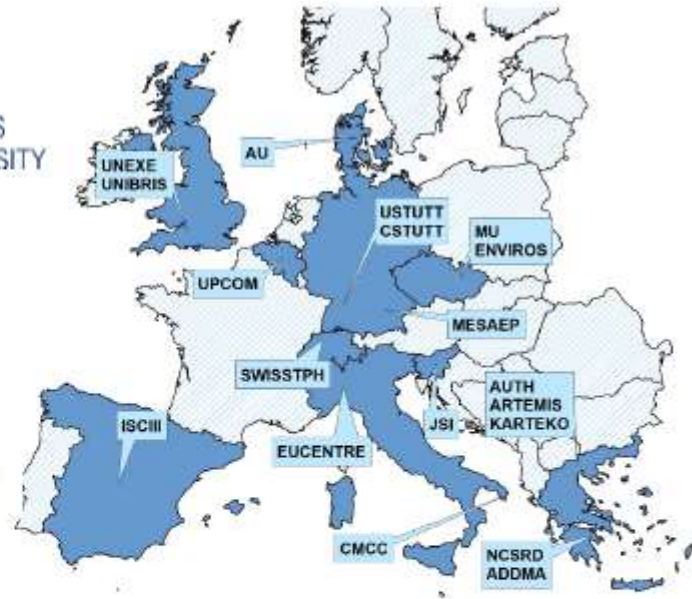 SITY
AU
UNEXE
UNIBRIS
USTUTT
CSTUTT
MU
ENVIROS
UPCOM
MESAEP
SWISSTPH
AUTH
ARTEMIS
KARTEKO
ISCIII
JSI
EUCENTRE
CMCC
NCSRD
ADDMA